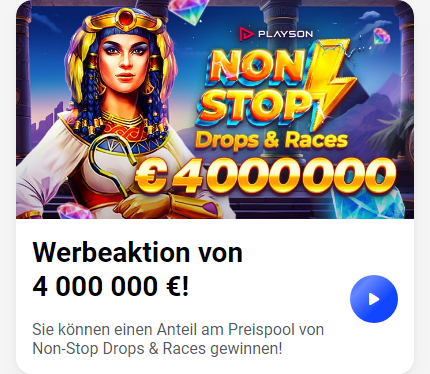 PLAYSON
NON
STOP
Drops & Races
€4000000
Werbeaktion von
4 000 000 €!
Sie können einen Anteil am Preispool von
Non-Stop Drops & Races gewinnen!